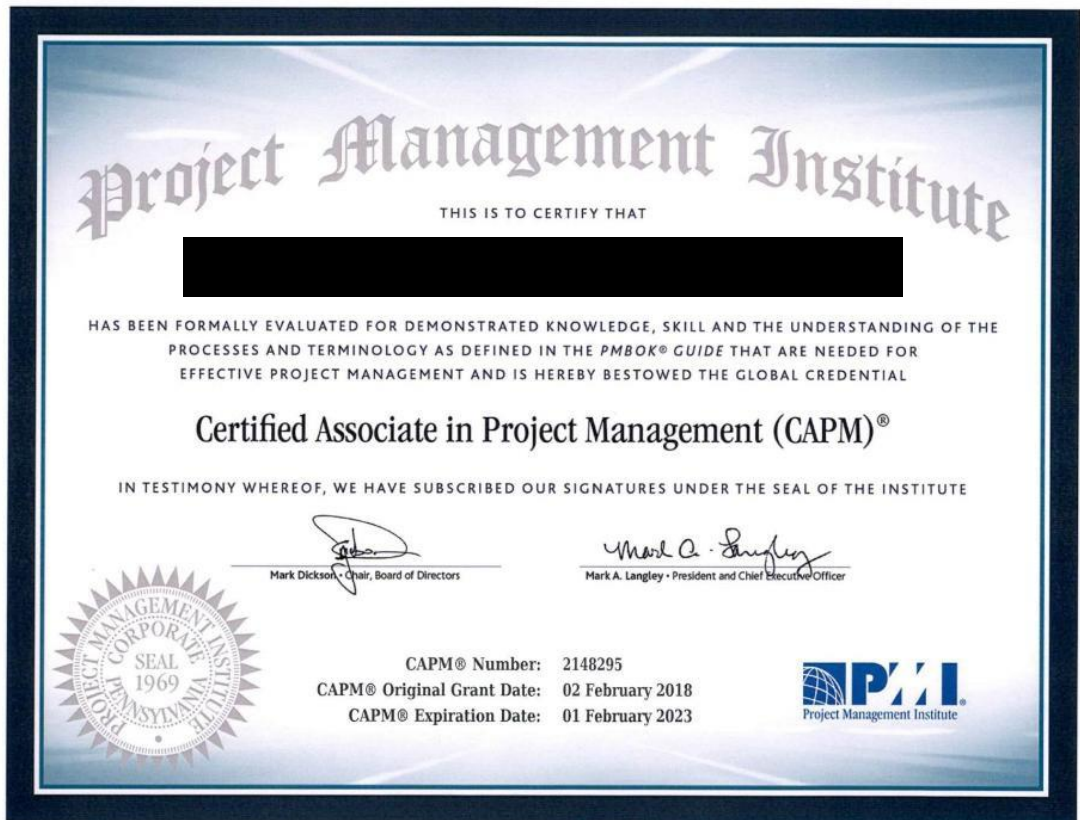 Project Management Institute
THIS IS TO CERTIFY THAT
HAS BEEN FORMALLY EVALUATED FOR DEMONSTRATED KNOWLEDGE, SKILL AND THE UNDERSTANDING OF THE
PROCESSES AND TERMINOLOGY AS DEFINED IN THE PMBOK® GUIDE THAT ARE NEEDED FOR
EFFECTIVE PROJECT MANAGEMENT AND IS HEREBY BESTOWED THE GLOBAL CREDENTIAL
Certified Associate in Project Management (CAPM)®
IN TESTIMONY WHEREOF, WE HAVE SUBSCRIBED OUR SIGNATURES UNDER THE SEAL OF THE INSTITUTE
Mark A. Langley
Mark Dickson • Chair, Board of Directors
Mark A. Langley • President and Chief Executive Officer
PROJECT MANAGEMENT INSTITUTE
CORPORATE
SEAL
1969
PENNSYLVANIA
CAPM® Number: 2148295
CAPM® Original Grant Date: 02 February 2018
CAPM® Expiration Date: 01 February 2023
PMI®
Project Management Institute